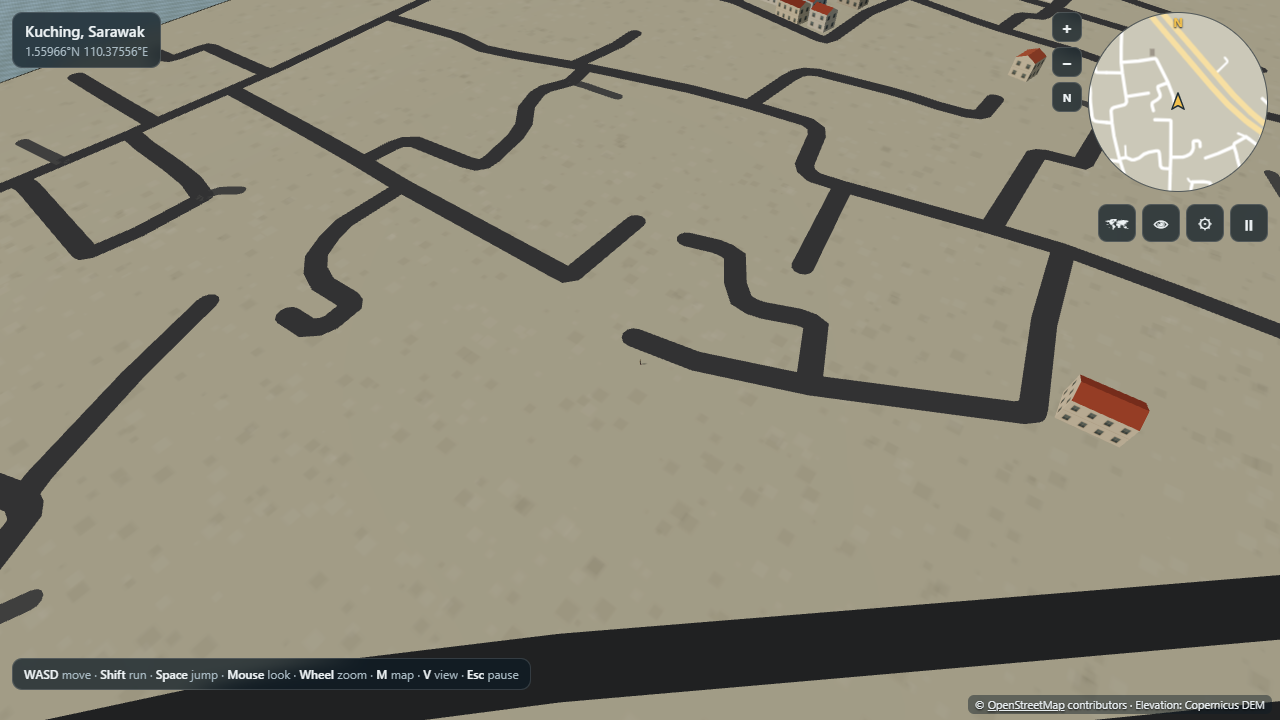 Kuching, Sarawak
1.55966°N 110.37556°E
+
−
N
N
WASD move · Shift run · Space jump · Mouse look · Wheel zoom · M map · V view · Esc pause
© OpenStreetMap contributors · Elevation: Copernicus DEM